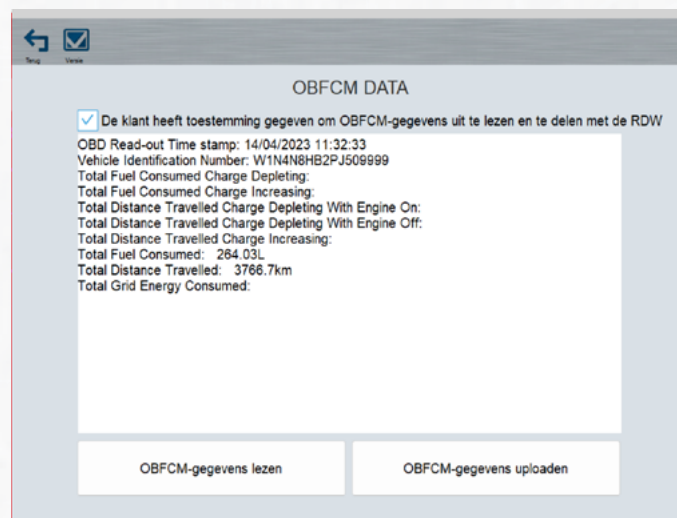 Terug Versie
OBFCM DATA
De klant heeft toestemming gegeven om OBFCM-gegevens uit te lezen en te delen met de RDW
OBD Read-out Time stamp: 14/04/2023 11:32:33
Vehicle Identification Number: W1N4N8HB2PJ509999
Total Fuel Consumed Charge Depleting:
Total Fuel Consumed Charge Increasing:
Total Distance Travelled Charge Depleting With Engine On:
Total Distance Travelled Charge Depleting With Engine Off:
Total Distance Travelled Charge Increasing:
Total Fuel Consumed: 264.03L
Total Distance Travelled: 3766.7km
Total Grid Energy Consumed:
OBFCM-gegevens lezen OBFCM-gegevens uploaden